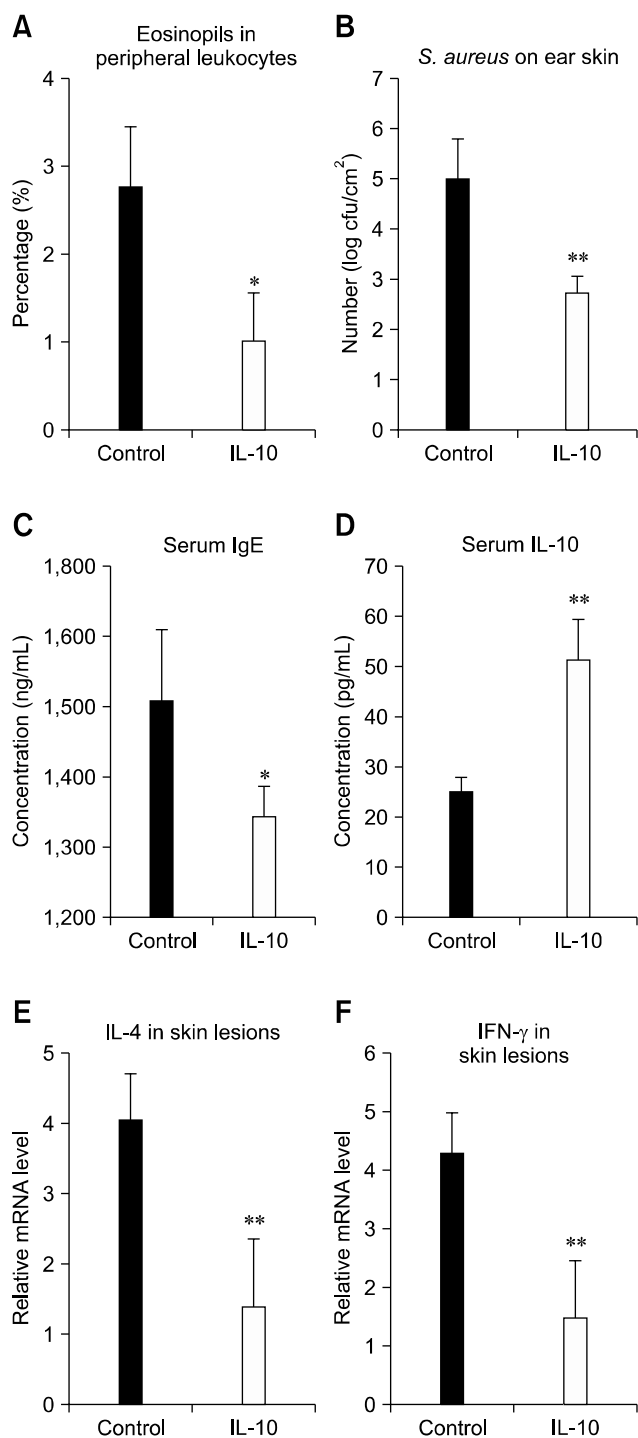 A
Eosinopils in
peripheral leukocytes
Percentage (%)
4
3
2
1
0
*
Control IL-10
B
S. aureus on ear skin
Number (log cfu/cm²)
7
6
5
4
3
2
1
0
**
Control IL-10
C
Serum IgE
Concentration (ng/mL)
1,800
1,600
1,500
1,400
1,300
1,200
*
Control IL-10
D
Serum IL-10
Concentration (pg/mL)
70
60
50
40
30
20
10
0
**
Control IL-10
E
IL-4 in skin lesions
Relative mRNA level
5
4
3
2
1
0
**
Control IL-10
F
IFN-γ in
skin lesions
Relative mRNA level
6
5
4
3
2
1
0
**
Control IL-10